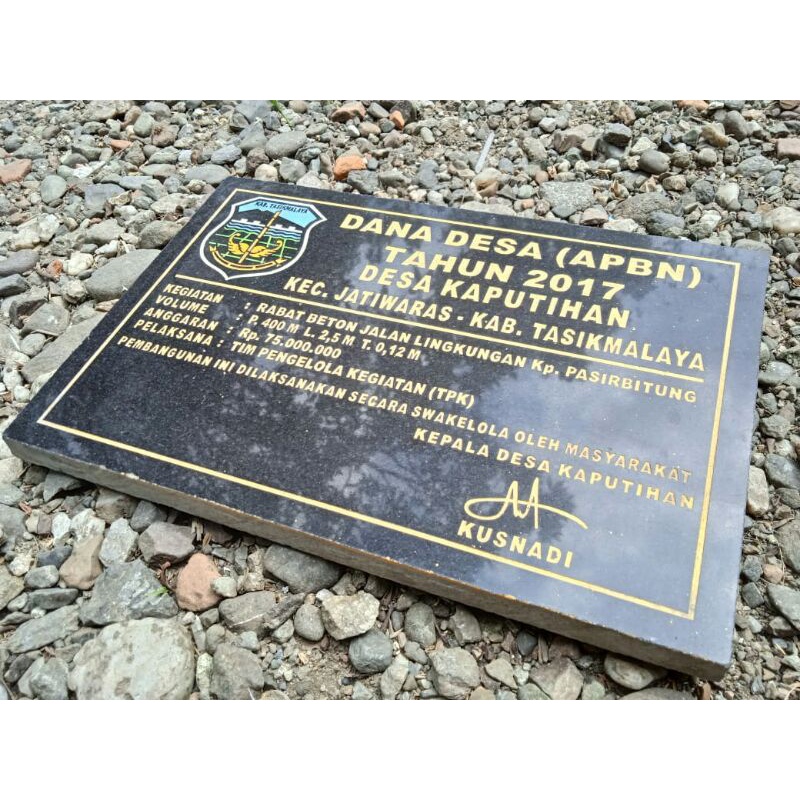 KAB. TASIKMALAYA
DANA DESA (APBN)
TAHUN 2017
DESA KAPUTIHAN
KEC. JATIWARAS - KAB. TASIKMALAYA
KEGIATAN : RABAT BETON JALAN LINGKUNGAN Kp. PASIRBITUNG
VOLUME : P. 400 M L. 2,5 M T. 0,12 M
ANGGARAN : Rp. 75.000.000
PELAKSANA : TIM PENGELOLA KEGIATAN (TPK)
PEMBANGUNAN INI DILAKSANAKAN SECARA SWAKELOLA OLEH MASYARAKAT
KEPALA DESA KAPUTIHAN
KUSNADI